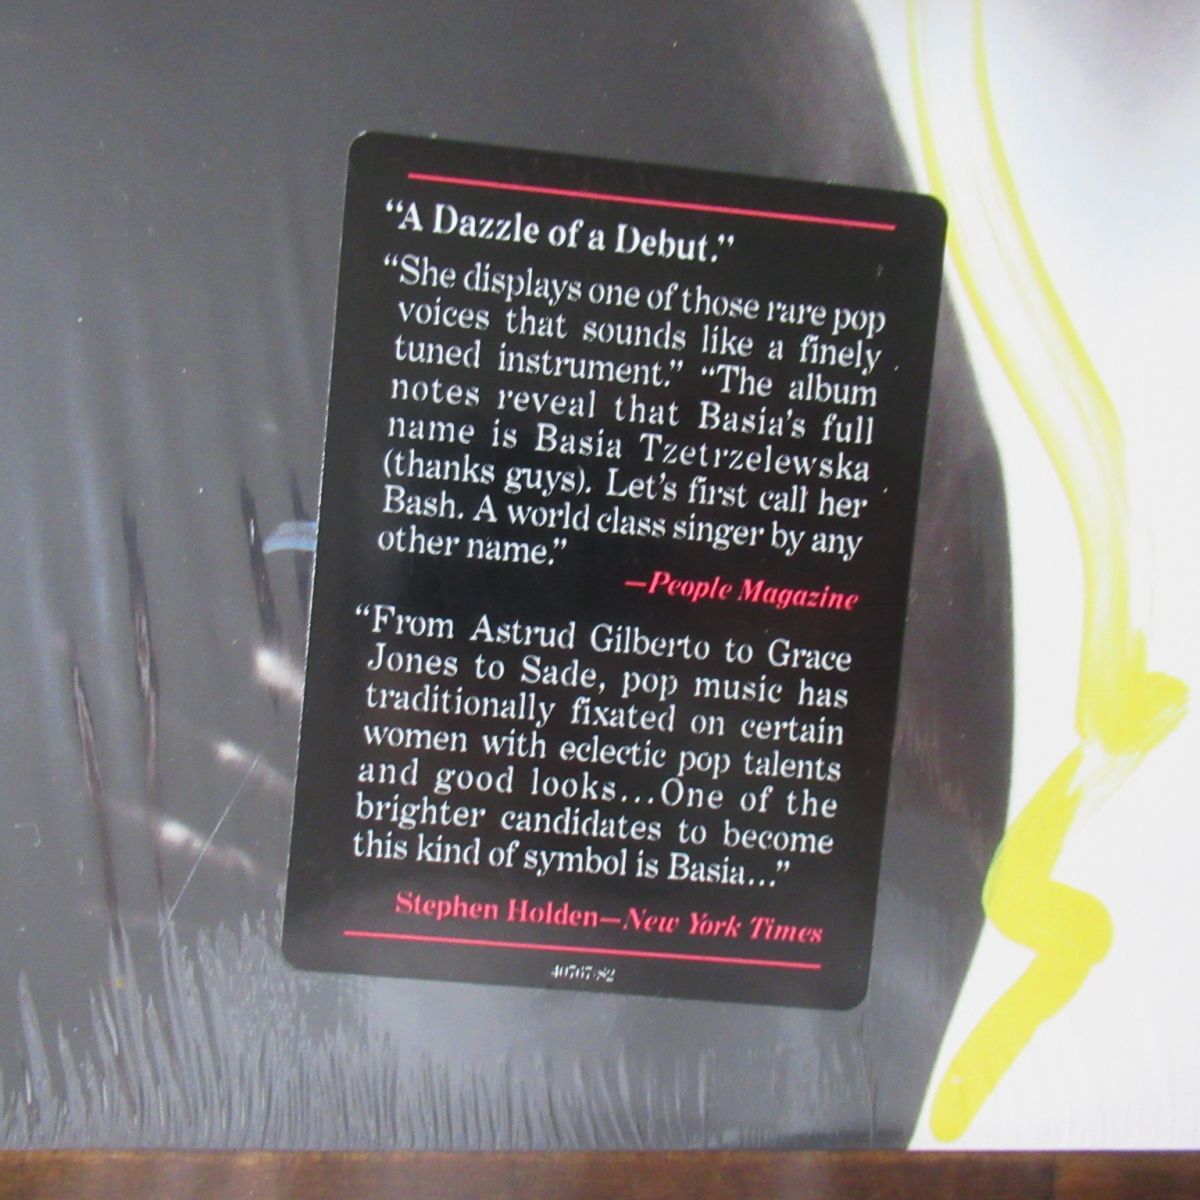 “A Dazzle of a Debut.”
“She displays one of those rare pop
voices that sounds like a finely
tuned instrument.” “The album
notes reveal that Basia’s full
name is Basia Tzetrzelewska
(thanks guys). Let’s first call her
Bash. A world class singer by any
other name.”
—People Magazine
“From Astrud Gilberto to Grace
Jones to Sade, pop music has
traditionally fixated on certain
women with eclectic pop talents
and good looks...One of the
brighter candidates to become
this kind of symbol is Basia...”
Stephen Holden—New York Times
40767-S2